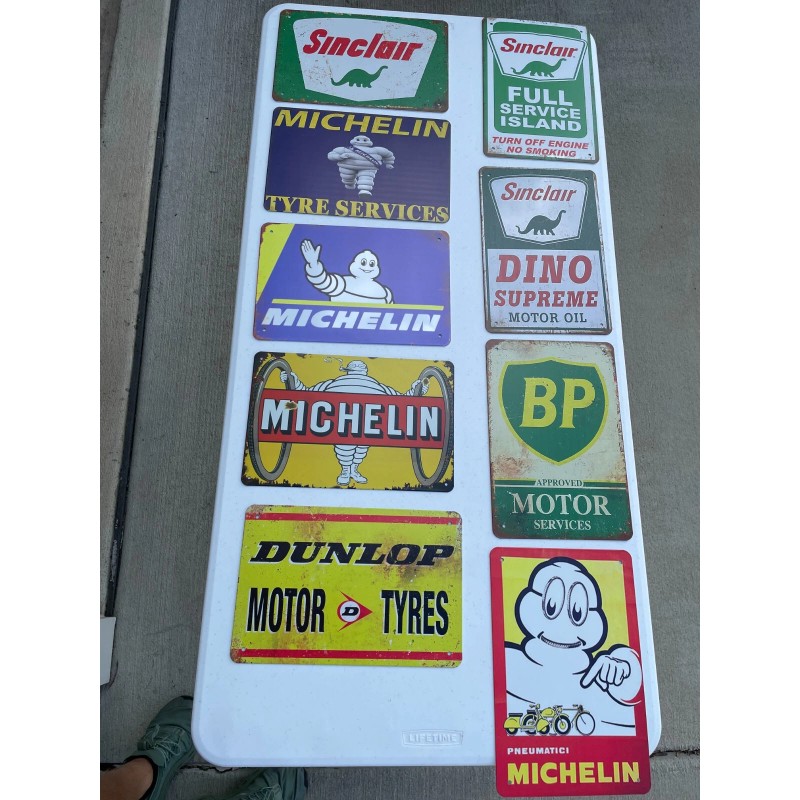 Sinclair
MICHELIN
TYRE SERVICES
MICHELIN
MICHELIN
DUNLOP
MOTOR D TYRES
Sinclair
FULL
SERVICE
ISLAND
TURN OFF ENGINE
NO SMOKING
Sinclair
DINO
SUPREME
MOTOR OIL
BP
APPROVED
MOTOR
SERVICES
PNEUMATICI
MICHELIN
LIFETIME